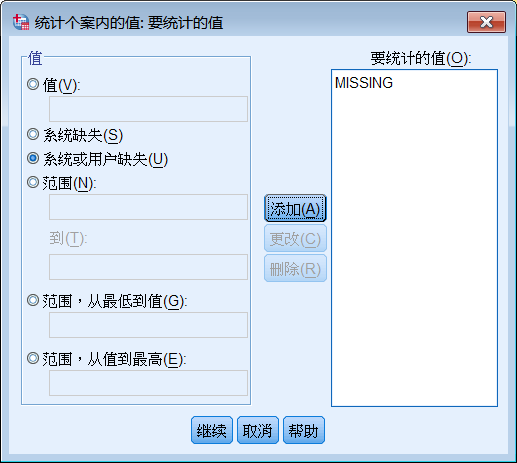 统计个案内的值: 要统计的值
值
值(V):
系统缺失(S)
系统或用户缺失(U)
范围(N):
到(T):
范围，从最低到值(G):
范围，从值到最高(E):
添加(A)
更改(C)
删除(R)
要统计的值(O):
MISSING
继续 取消 帮助